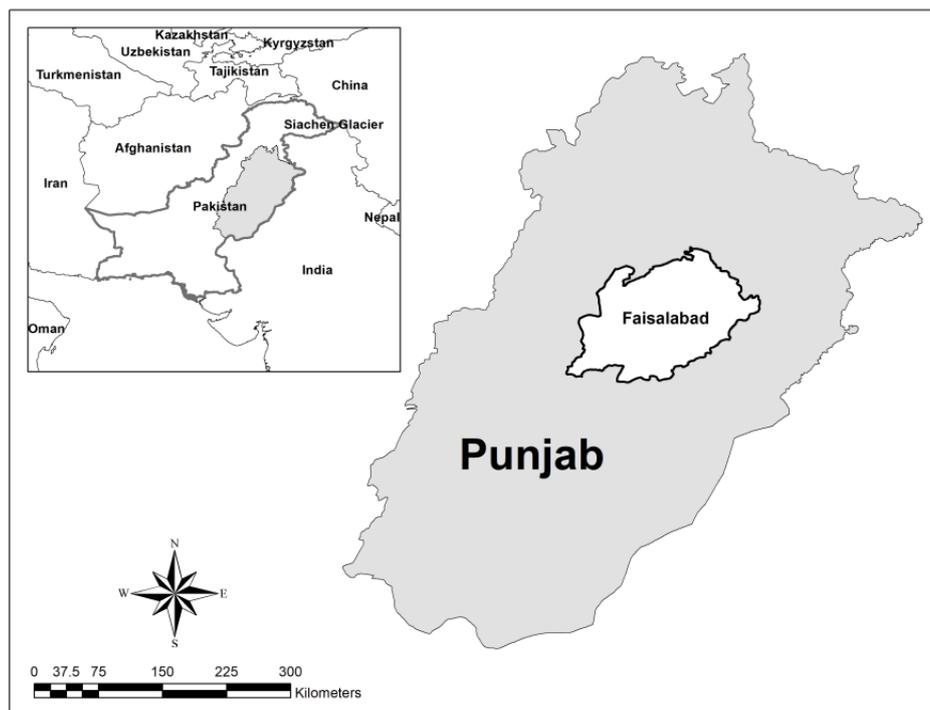 Kazakhstan
Uzbekistan
Kyrgyzstan
Turkmenistan
Tajikistan
China
Siachen Glacier
Afghanistan
Iran
Pakistan
Nepal
India
Oman
Faisalabad
Punjab
N
W
E
S
0 37.5 75 150 225 300
Kilometers